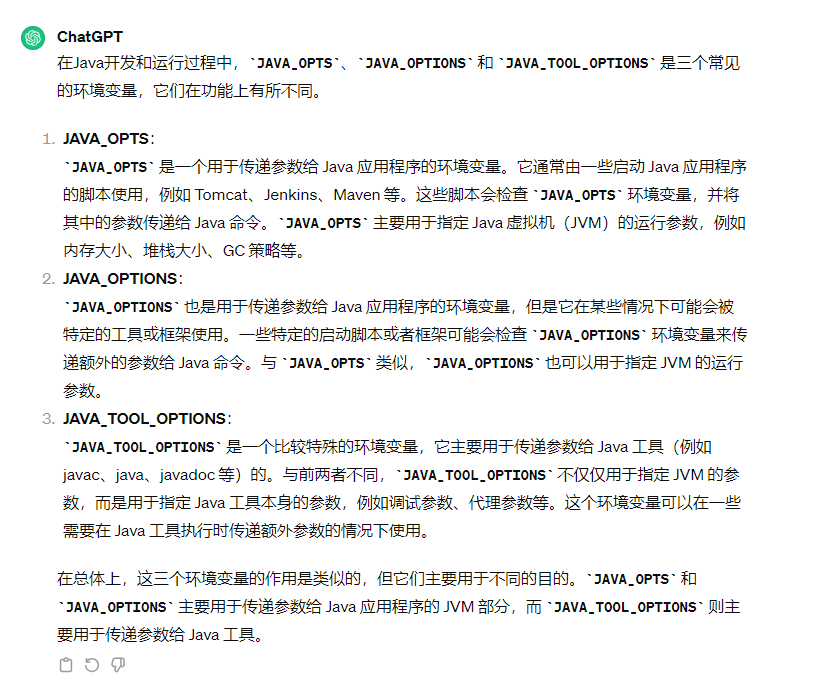 ChatGPT
在Java开发和运行过程中，`JAVA_OPTS`、`JAVA_OPTIONS` 和 `JAVA_TOOL_OPTIONS` 是三个常见
的环境变量，它们在功能上有所不同。
1. JAVA_OPTS：
`JAVA_OPTS` 是一个用于传递参数给 Java 应用程序的环境变量。它通常由一些启动 Java 应用程序
的脚本使用，例如 Tomcat、Jenkins、Maven 等。这些脚本会检查 `JAVA_OPTS` 环境变量，并将
其中的参数传递给 Java 命令。`JAVA_OPTS` 主要用于指定 Java 虚拟机（JVM）的运行参数，例如
内存大小、堆栈大小、GC 策略等。
2. JAVA_OPTIONS：
`JAVA_OPTIONS` 也是用于传递参数给 Java 应用程序的环境变量，但是它在某些情况下可能会被
特定的工具或框架使用。一些特定的启动脚本或者框架可能会检查 `JAVA_OPTIONS` 环境变量来传
递额外的参数给 Java 命令。与 `JAVA_OPTS` 类似，`JAVA_OPTIONS` 也可以用于指定 JVM 的运行
参数。
3. JAVA_TOOL_OPTIONS：
`JAVA_TOOL_OPTIONS` 是一个比较特殊的环境变量，它主要用于传递参数给 Java 工具（例如
javac、java、javadoc 等）的。与前两者不同，`JAVA_TOOL_OPTIONS` 不仅仅用于指定 JVM 的参
数，而是用于指定 Java 工具本身的参数，例如调试参数、代理参数等。这个环境变量可以在一些
需要在 Java 工具执行时传递额外参数的情况下使用。
在总体上，这三个环境变量的作用是类似的，但它们主要用于不同的目的。`JAVA_OPTS` 和
`JAVA_OPTIONS` 主要用于传递参数给 Java 应用程序的 JVM 部分，而 `JAVA_TOOL_OPTIONS` 则主
要用于传递参数给 Java 工具。